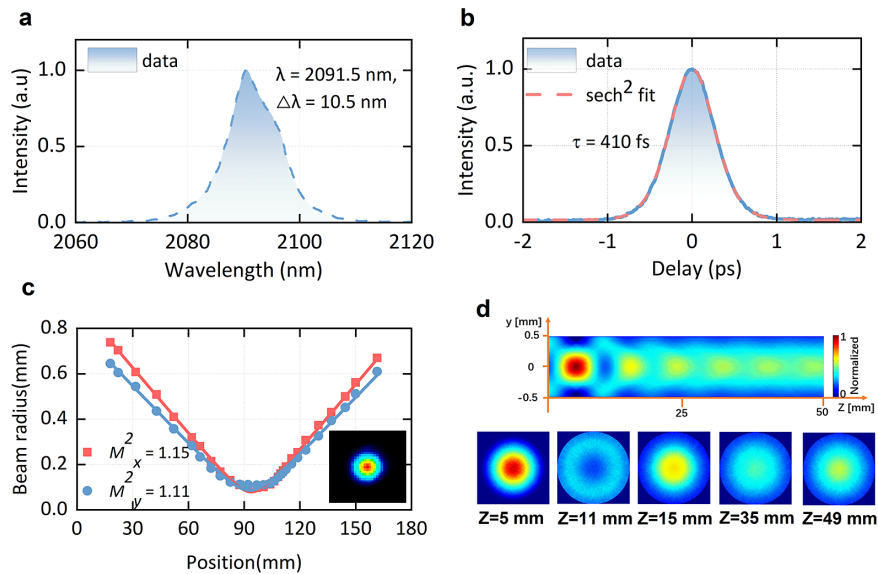 a
data
λ = 2091.5 nm,
△λ = 10.5 nm
Intensity (a.u)
1.0
0.5
0.0
2060
2080
2100
2120
Wavelength (nm)
b
data
sech² fit
τ = 410 fs
Intensity (a.u.)
1.0
0.5
0.0
-2
-1
0
1
2
Delay (ps)
c
Beam radius(mm)
0.8
0.6
0.4
0.2
0.0
M²x = 1.15
M²y = 1.11
0
30
60
90
120
150
180
Position(mm)
d
y [mm]
0.5
0
-0.5
25
50
Z [mm]
1
0
Normalized
Z=5 mm
Z=11 mm
Z=15 mm
Z=35 mm
Z=49 mm